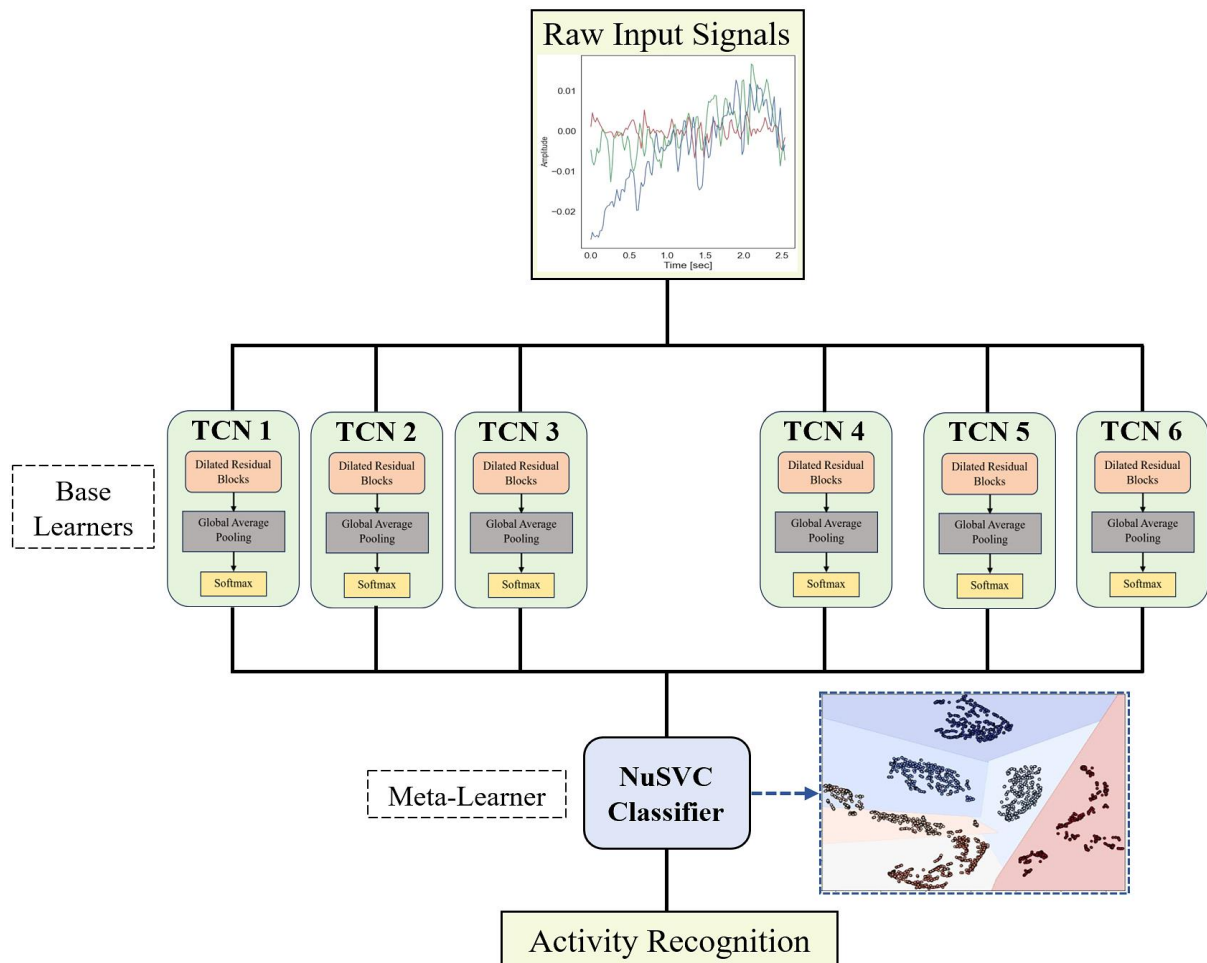 Raw Input Signals
0.01
0.00
−0.01
−0.02
Amplitude
0.0 0.5 1.0 1.5 2.0 2.5
Time [sec]
TCN 1
Dilated Residual
Blocks
Global Average
Pooling
Softmax
TCN 2
Dilated Residual
Blocks
Global Average
Pooling
Softmax
TCN 3
Dilated Residual
Blocks
Global Average
Pooling
Softmax
TCN 4
Dilated Residual
Blocks
Global Average
Pooling
Softmax
TCN 5
Dilated Residual
Blocks
Global Average
Pooling
Softmax
TCN 6
Dilated Residual
Blocks
Global Average
Pooling
Softmax
Base
Learners
Meta-Learner
NuSVC
Classifier
Activity Recognition